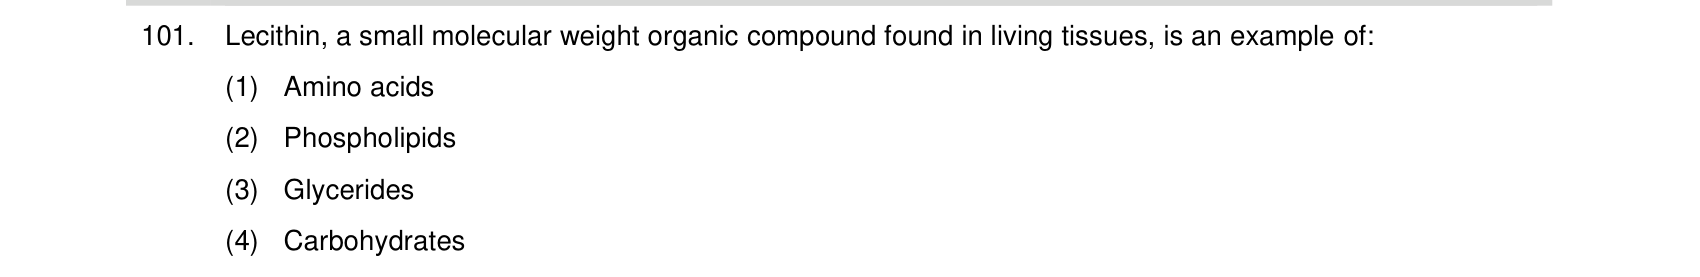 101. Lecithin, a small molecular weight organic compound found in living tissues, is an example of:
(1) Amino acids
(2) Phospholipids
(3) Glycerides
(4) Carbohydrates